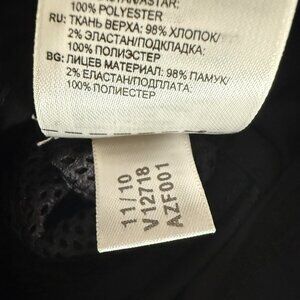 100% POLYESTER
RU: ТКАНЬ ВЕРХА: 98% ХЛОПОК/
2% ЭЛАСТАН/ПОДКЛАДКА:
100% ПОЛИЭСТЕР
BG: ЛИЦЕВ МАТЕРИАЛ: 98% ПАМУК/
2% ЕЛАСТАН/ПОДПЛАТА:
100% ПОЛИЕСТЕР
11/10
V12718
AZF001